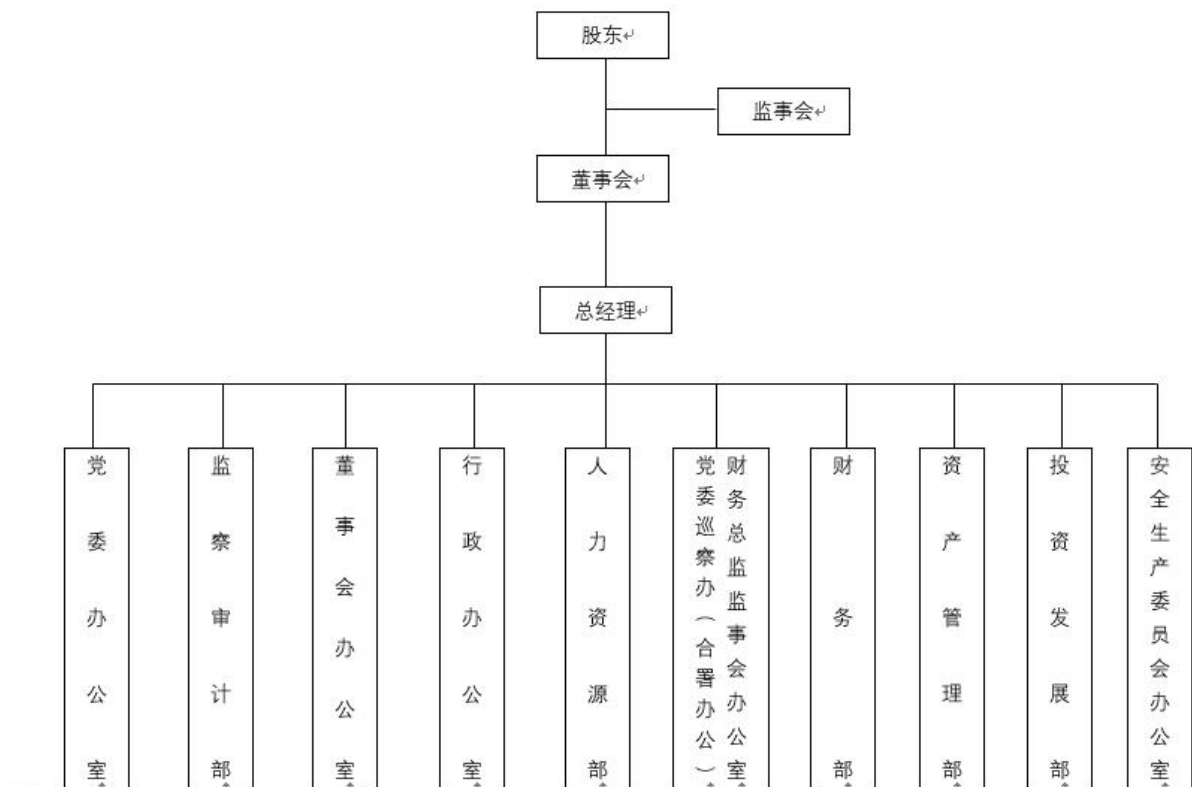 股东
监事会
董事会
总经理
党委办公室
监察审计部
董事会办公室
行政办公室
人力资源部
党委巡察办（合署办公）
财务总监监事会办公室
财务部
资产管理部
投资发展部
安全生产委员会办公室